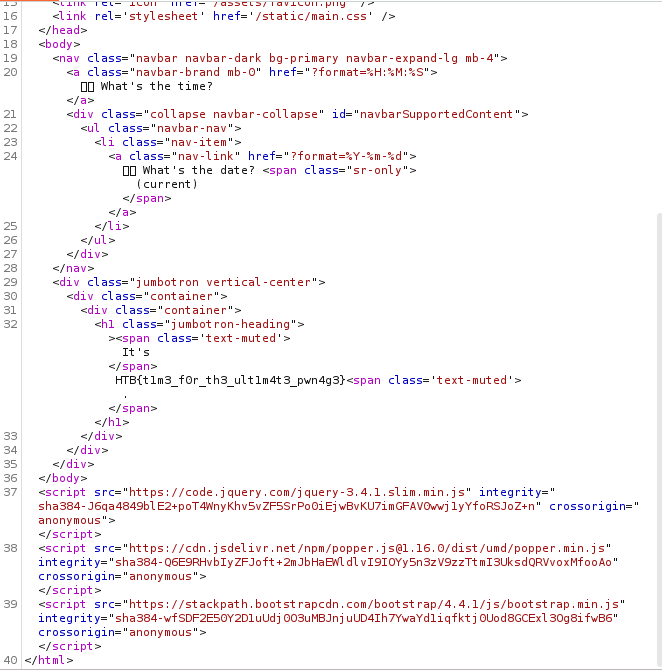 15 <link rel='icon' href='/assets/favicon.png' />
16 <link rel='stylesheet' href='/static/main.css' />
17 </head>
18 <body>
19 <nav class="navbar navbar-dark bg-primary navbar-expand-lg mb-4">
20 <a class="navbar-brand mb-0" href="?format=%H:%M:%S">
What's the time?
</a>
21 <div class="collapse navbar-collapse" id="navbarSupportedContent">
22 <ul class="navbar-nav">
23 <li class="nav-item">
24 <a class="nav-link" href="?format=%Y-%m-%d">
What's the date? <span class="sr-only">
(current)
</span>
</a>
25 </li>
26 </ul>
27 </div>
28 </nav>
29 <div class="jumbotron vertical-center">
30 <div class="container">
31 <div class="container">
32 <h1 class="jumbotron-heading">
><span class='text-muted'>
It's
</span>
HTB{t1m3_f0r_th3_ult1m4t3_pwn4g3}<span class='text-muted'>
.
</span>
</h1>
33 </div>
34 </div>
35 </div>
36 </body>
37 <script src="https://code.jquery.com/jquery-3.4.1.slim.min.js" integrity="
sha384-J6qa4849blE2+poT4WnyKhv5vZF5SrPo0iEjwBvKU7imGFAV0wwj1yYfoRSJoZ+n" crossorigin="
anonymous">
</script>
38 <script src="https://cdn.jsdelivr.net/npm/popper.js@1.16.0/dist/umd/popper.min.js"
integrity="sha384-Q6E9RHvbIyZFJoft+2mJbHaEWldlvI9IOYy5n3zV9zzTtmI3UksdQRVvoxMfooAo"
crossorigin="anonymous">
</script>
39 <script src="https://stackpath.bootstrapcdn.com/bootstrap/4.4.1/js/bootstrap.min.js"
integrity="sha384-wfSDF2E50Y2D1uUdj0O3uMBJnjuUD4Ih7YwaYd1iqfktj0Uod8GCExl3Og8ifwB6"
crossorigin="anonymous">
</script>
40 </html>